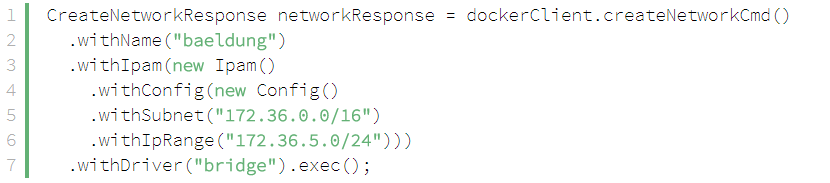 1 CreateNetworkResponse networkResponse = dockerClient.createNetworkCmd()
2   .withName("baeldung")
3   .withIpam(new Ipam()
4     .withConfig(new Config()
5     .withSubnet("172.36.0.0/16")
6     .withIpRange("172.36.5.0/24")))
7   .withDriver("bridge").exec();